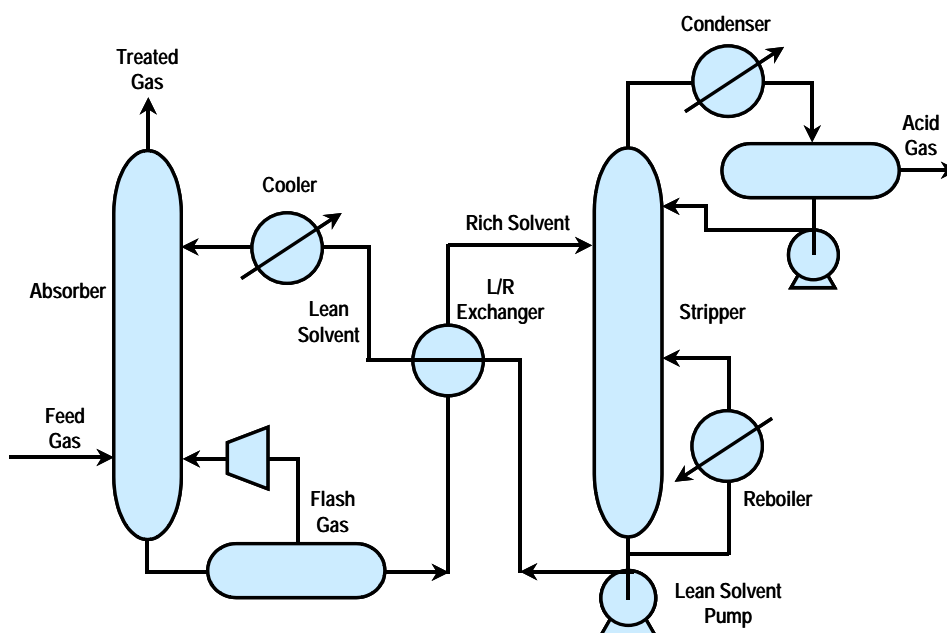 Condenser
Treated
Gas
Acid
Gas
Cooler
Rich Solvent
Absorber
Lean
Solvent
L/R
Exchanger
Stripper
Feed
Gas
Flash
Gas
Reboiler
Lean Solvent
Pump